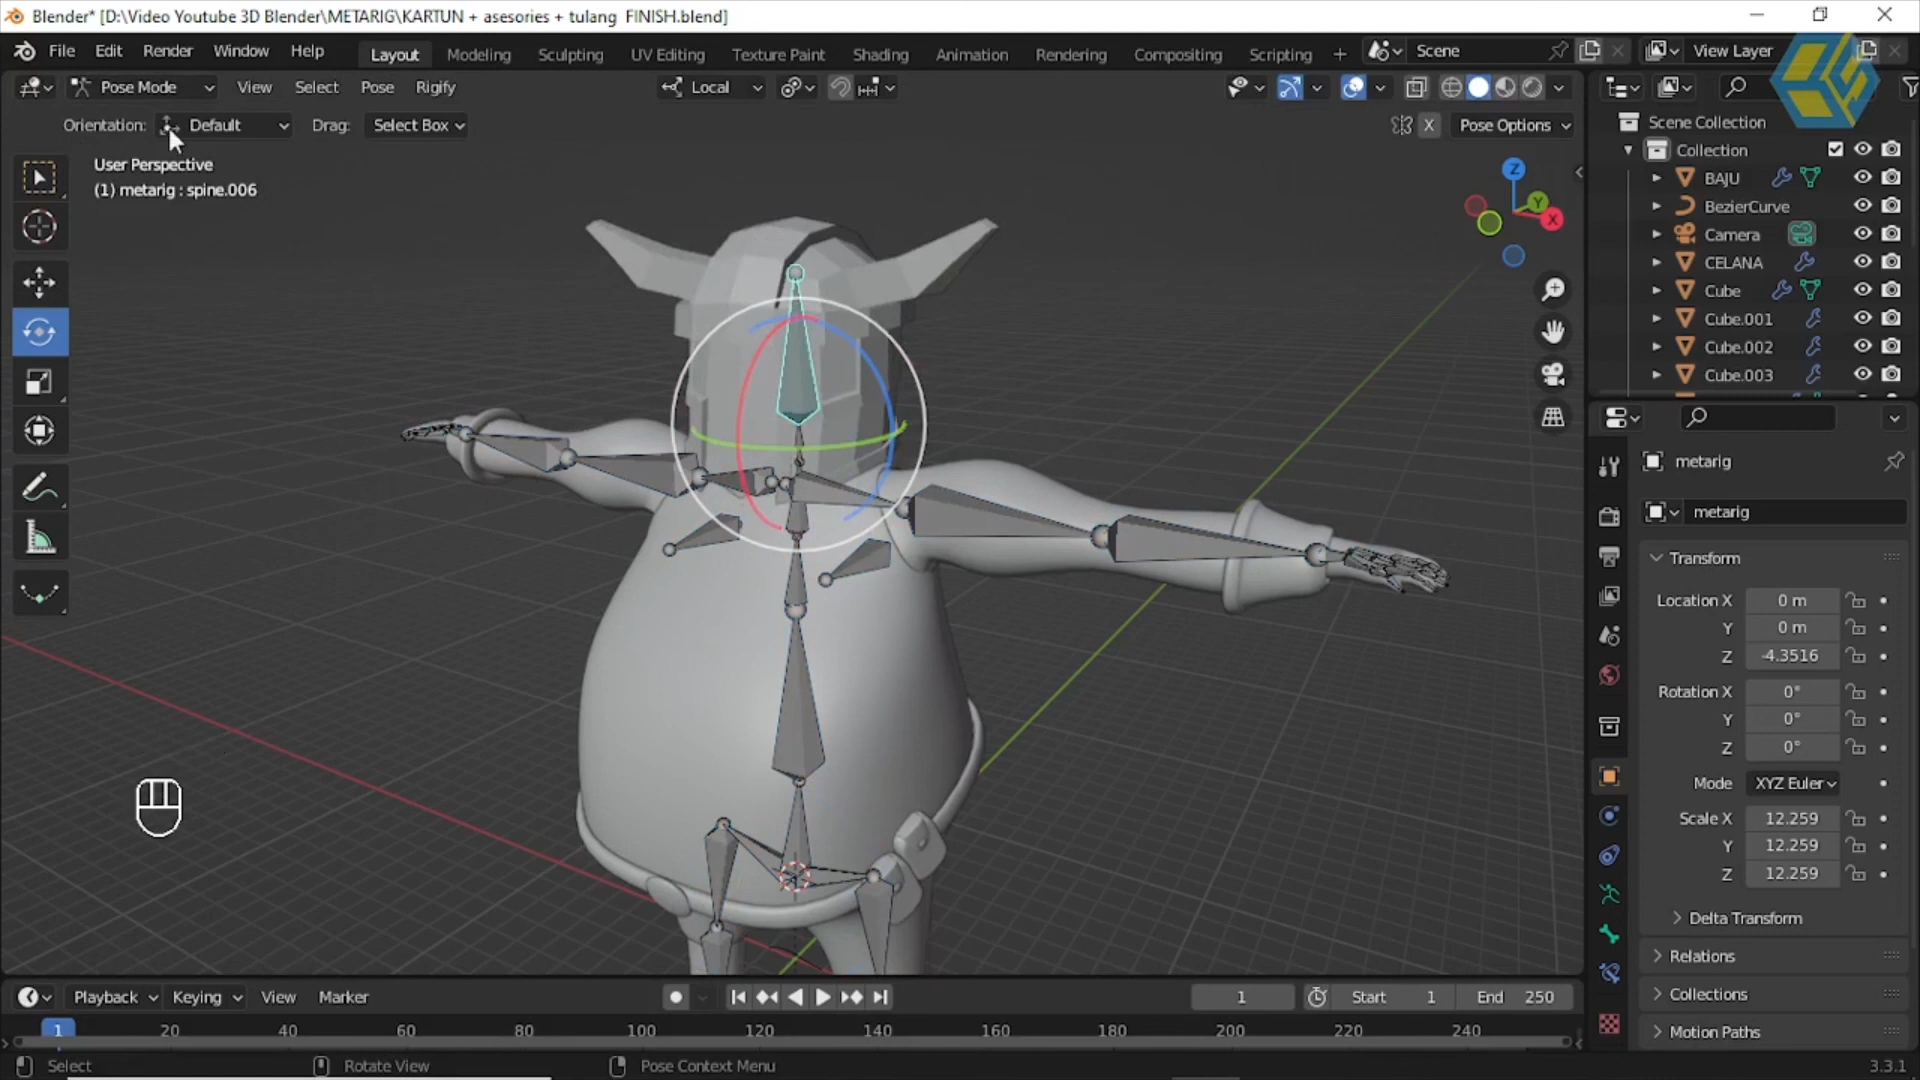 Blender* [D:\Video Youtube 3D Blender\METARIG\KARTUN + asesories + tulang  FINISH.blend]
File Edit Render Window Help Layout Modeling Sculpting UV Editing Texture Paint Shading Animation Rendering Compositing Scripting + Scene View Layer
Pose Mode View Select Pose Rigify Local
Orientation: Default Drag: Select Box X Pose Options
User Perspective
(1) metarig : spine.006
Z
Y
X
Scene Collection
Collection
BAJU
BezierCurve
Camera
CELANA
Cube
Cube.001
Cube.002
Cube.003
metarig
metarig
Transform
Location X 0 m
Y 0 m
Z -4.3516
Rotation X 0°
Y 0°
Z 0°
Mode XYZ Euler
Scale X 12.259
Y 12.259
Z 12.259
Delta Transform
Relations
Collections
Motion Paths
Playback Keying View Marker 1 Start 1 End 250
1 20 40 60 80 100 120 140 160 180 200 220 240
Select Rotate View Pose Context Menu 3.3.1